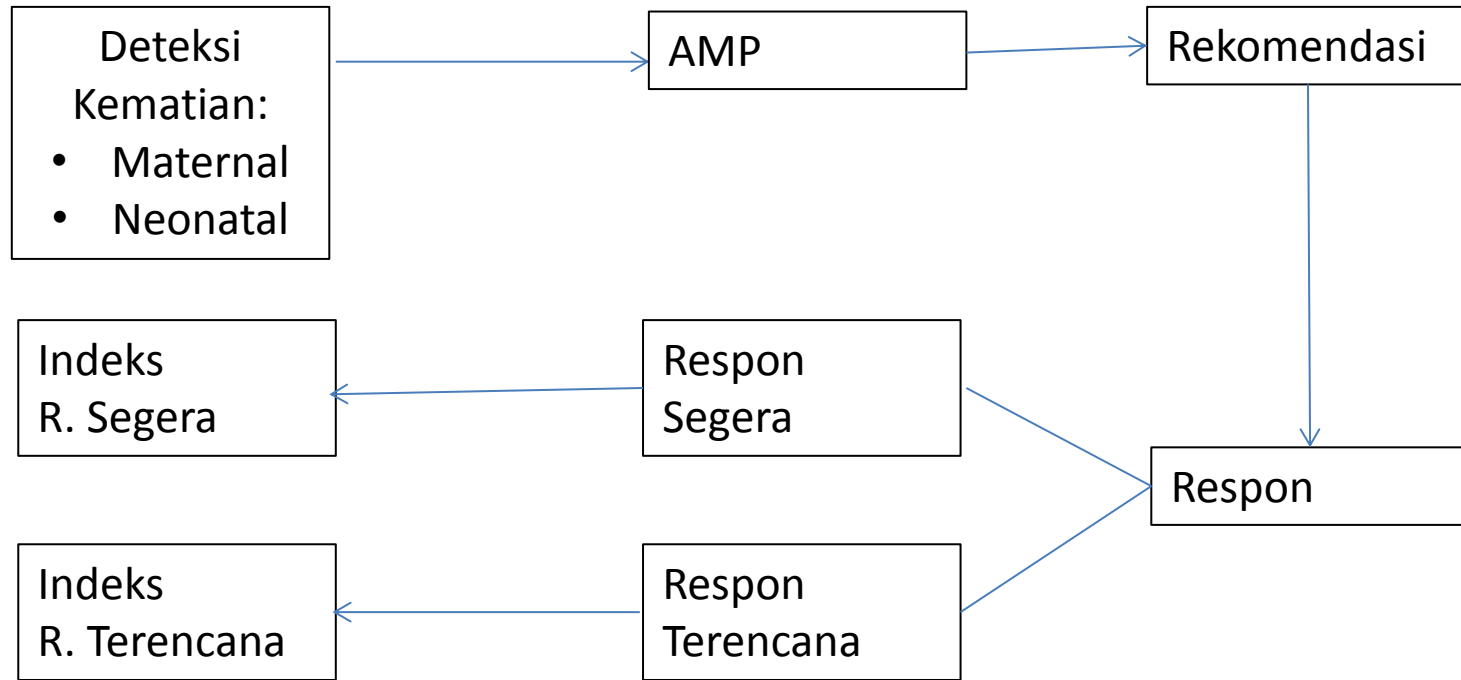 Deteksi
Kematian:
• Maternal
• Neonatal
AMP
Rekomendasi
Indeks
R. Segera
Respon
Segera
Respon
Indeks
R. Terencana
Respon
Terencana